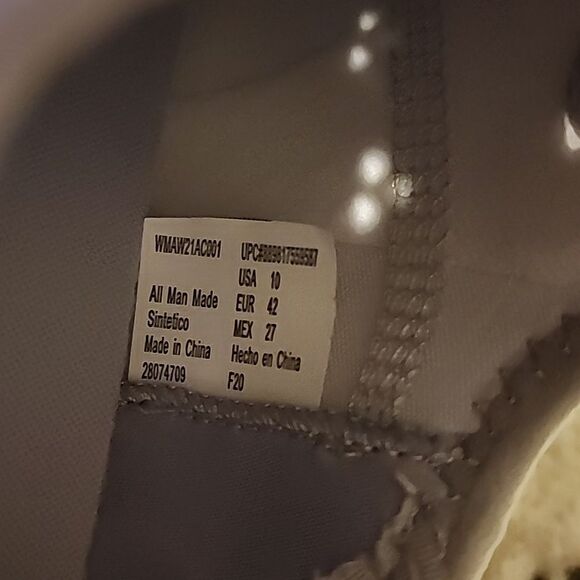 WMAW21AC001 UPC#889817559587
USA 10
All Man Made EUR 42
Sintetico MEX 27
Made in China Hecho en China
28074709 F20